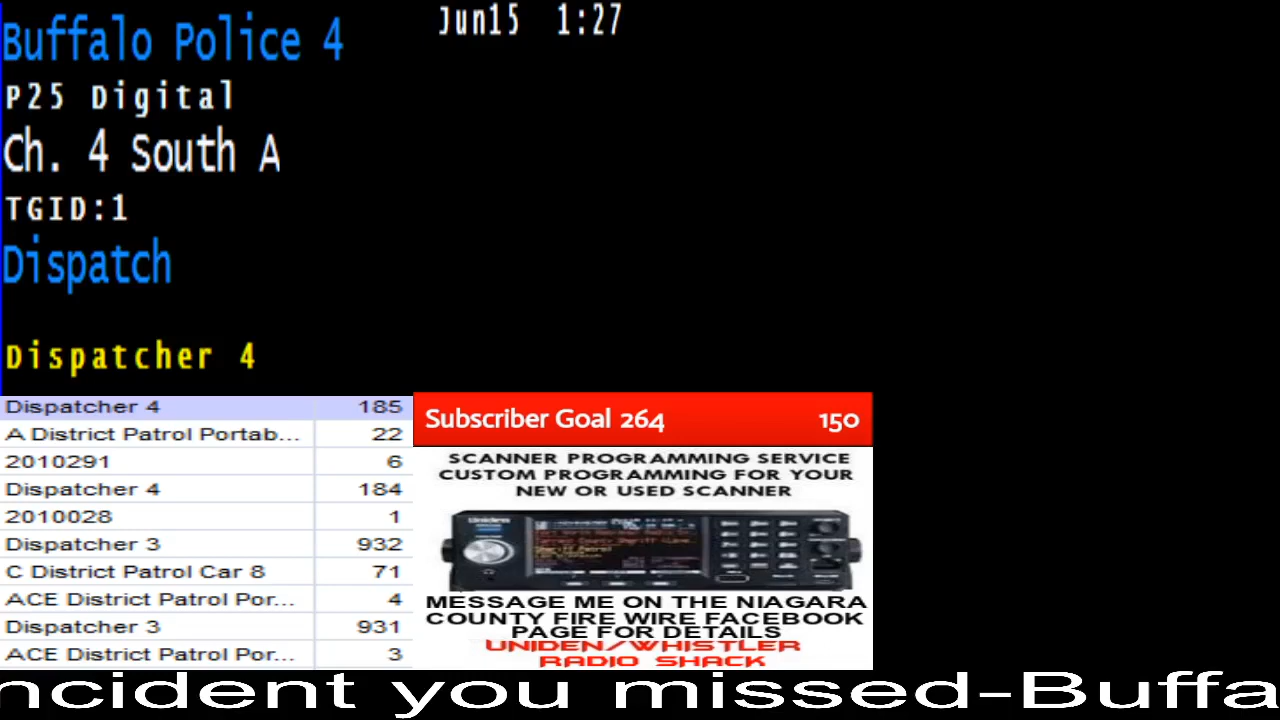 Buffalo Police 4
Jun15 1:27
P25 Digital
Ch. 4 South A
TGID:1
Dispatch
Dispatcher 4
Dispatcher 4 185
A District Patrol Portab... 22
2010291 6
Dispatcher 4 184
2010028 1
Dispatcher 3 932
C District Patrol Car 8 71
ACE District Patrol Por... 4
Dispatcher 3 931
ACE District Patrol Por... 3
Subscriber Goal 264 150
SCANNER PROGRAMMING SERVICE
CUSTOM PROGRAMMING FOR YOUR
NEW OR USED SCANNER
Uniden
MESSAGE ME ON THE NIAGARA
COUNTY FIRE WIRE FACEBOOK
PAGE FOR DETAILS
UNIDEN/WHISTLER
RADIO SHACK
ncident you missed-Buffa